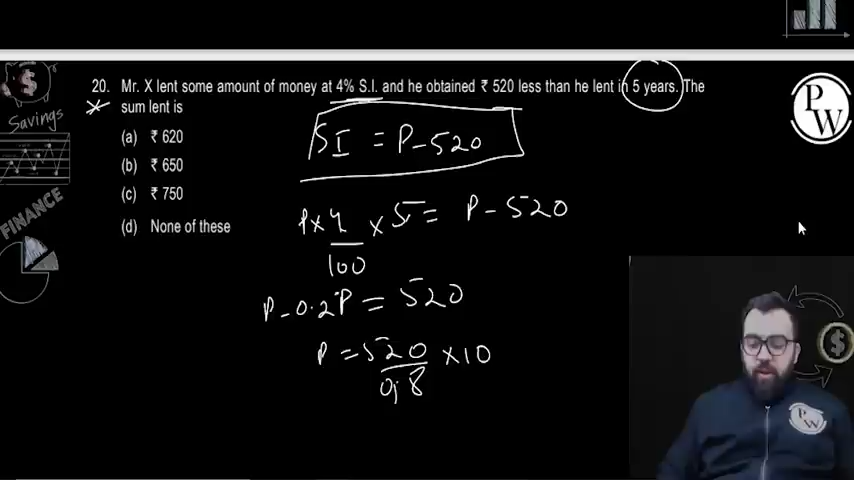 20. Mr. X lent some amount of money at 4% S.I. and he obtained ₹ 520 less than he lent in 5 years. The
sum lent is
Savings
(a) ₹ 620
(b) ₹ 650
(c) ₹ 750
(d) None of these
FINANCE
SI = P-520
P×4/100 × 5 = P-520
P-0.2P = 520
P = 520/0.8 ×10
PW
PW
$